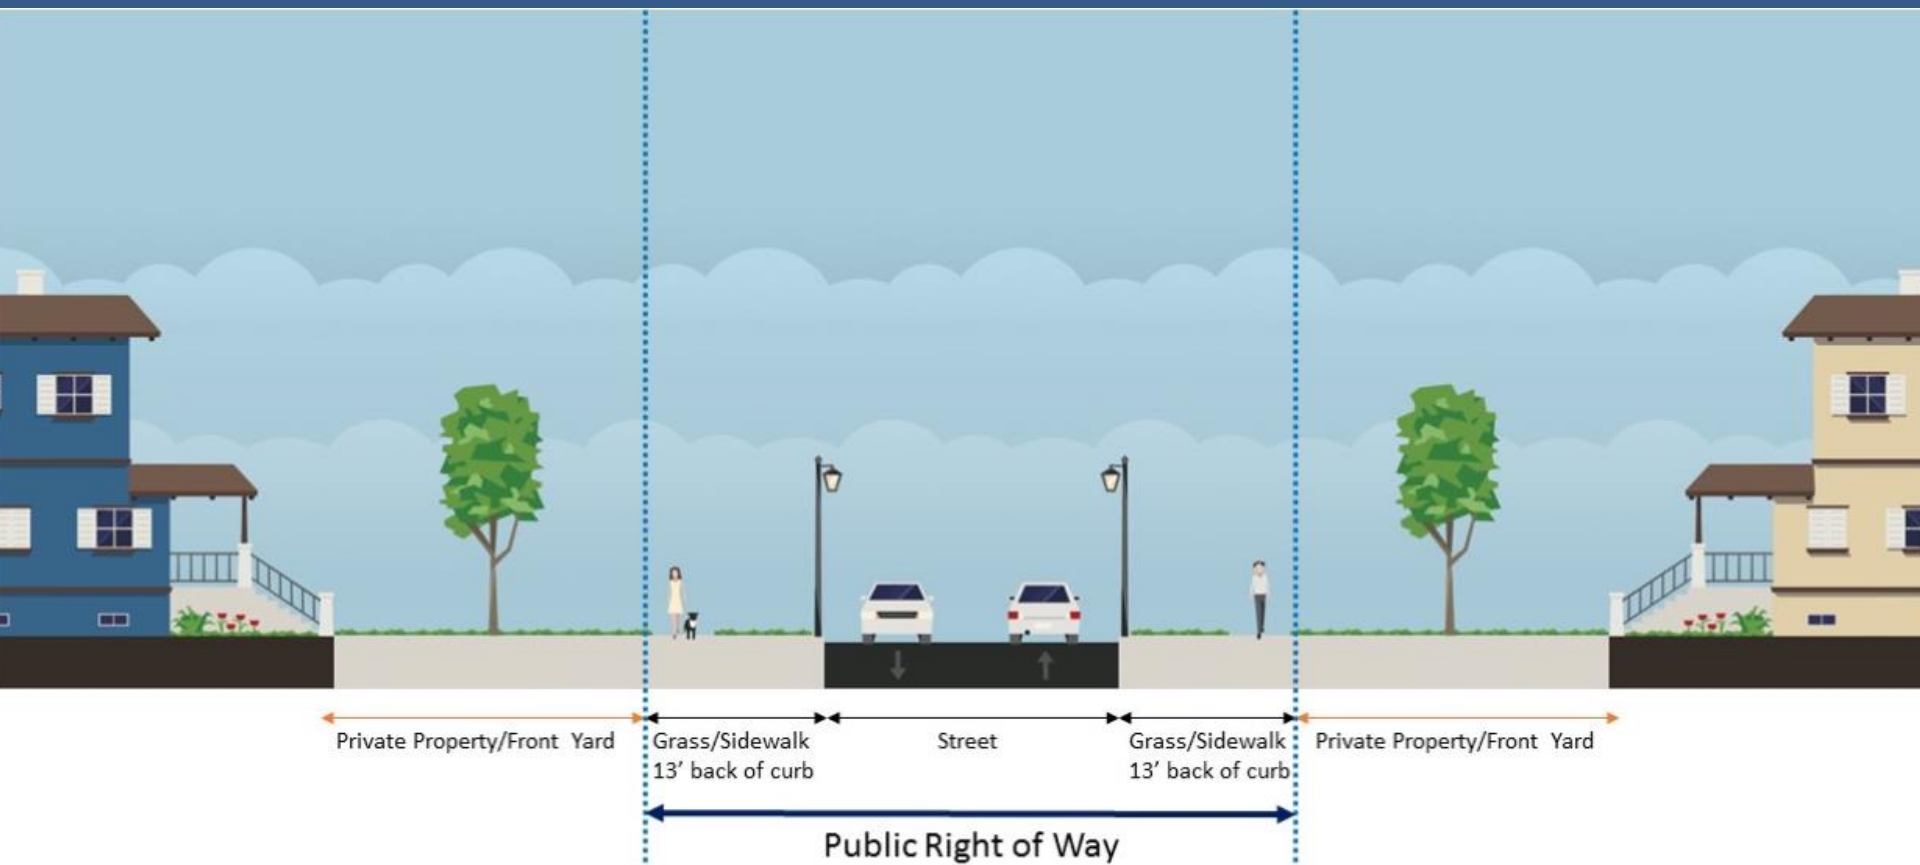 Private Property/Front Yard
Grass/Sidewalk
13’ back of curb
Street
Grass/Sidewalk
13’ back of curb
Private Property/Front Yard
Public Right of Way